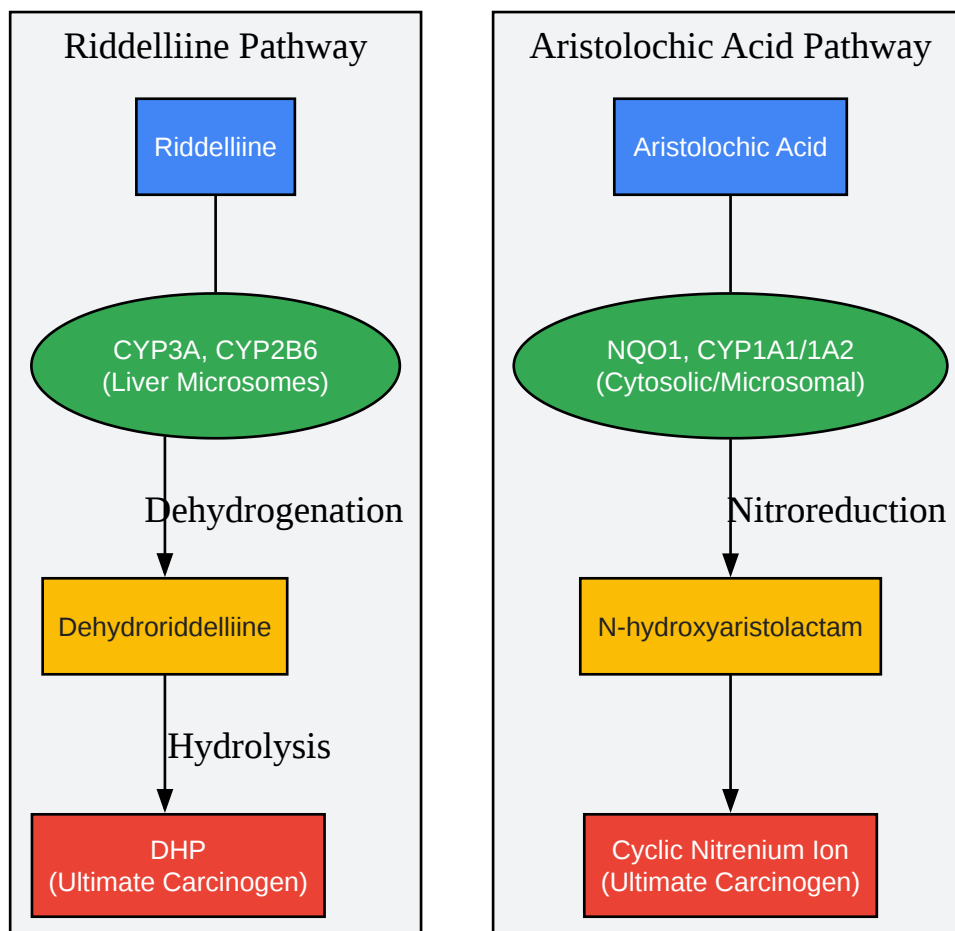 Riddelliine Pathway
Riddelliine
CYP3A, CYP2B6
(Liver Microsomes)
Dehydrogenation
Dehydroriddelliine
Hydrolysis
DHP
(Ultimate Carcinogen)
Aristolochic Acid Pathway
Aristolochic Acid
NQO1, CYP1A1/1A2
(Cytosolic/Microsomal)
Nitroreduction
N-hydroxyaristolactam
Cyclic Nitrenium Ion
(Ultimate Carcinogen)